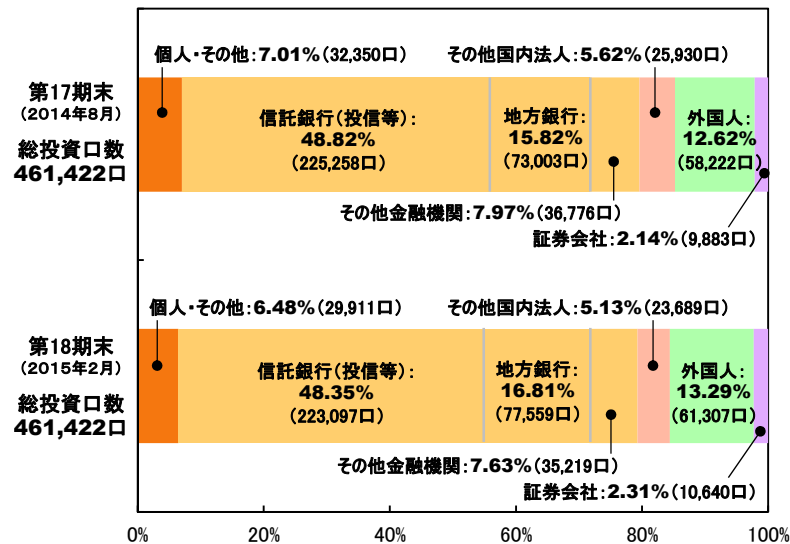 個人・その他：7.01%(32,350口)
その他国内法人：5.62%(25,930口)
第17期末
(2014年8月)
総投資口数
461,422口
信託銀行(投信等)：
48.82%
(225,258口)
地方銀行：
15.82%
(73,003口)
外国人：
12.62%
(58,222口)
その他金融機関：7.97%(36,776口)
証券会社：2.14%(9,883口)
個人・その他：6.48%(29,911口)
その他国内法人：5.13%(23,689口)
第18期末
(2015年2月)
総投資口数
461,422口
信託銀行(投信等)：
48.35%
(223,097口)
地方銀行：
16.81%
(77,559口)
外国人：
13.29%
(61,307口)
その他金融機関：7.63%(35,219口)
証券会社：2.31%(10,640口)
0% 20% 40% 60% 80% 100%